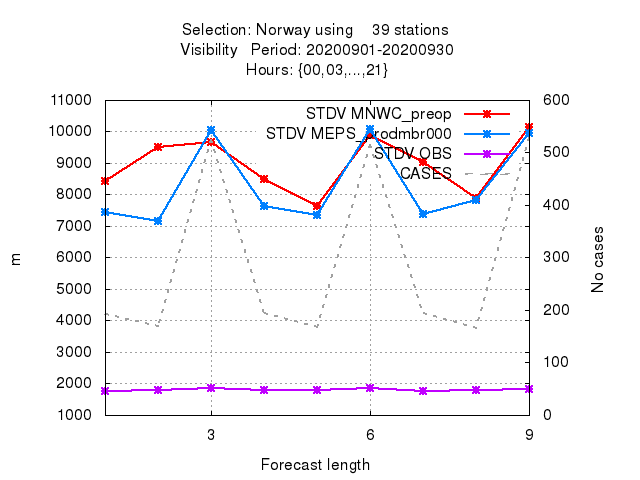 Selection: Norway using 39 stations
Visibility Period: 20200901-20200930
Hours: {00,03,...,21}
11000
10000
9000
8000
7000
6000
5000
4000
3000
2000
1000
m
600
500
400
300
200
100
0
No cases
STDV MNWC_preop
STDV MEPS_prodmbr000
STDV OBS
CASES
3
6
9
Forecast length